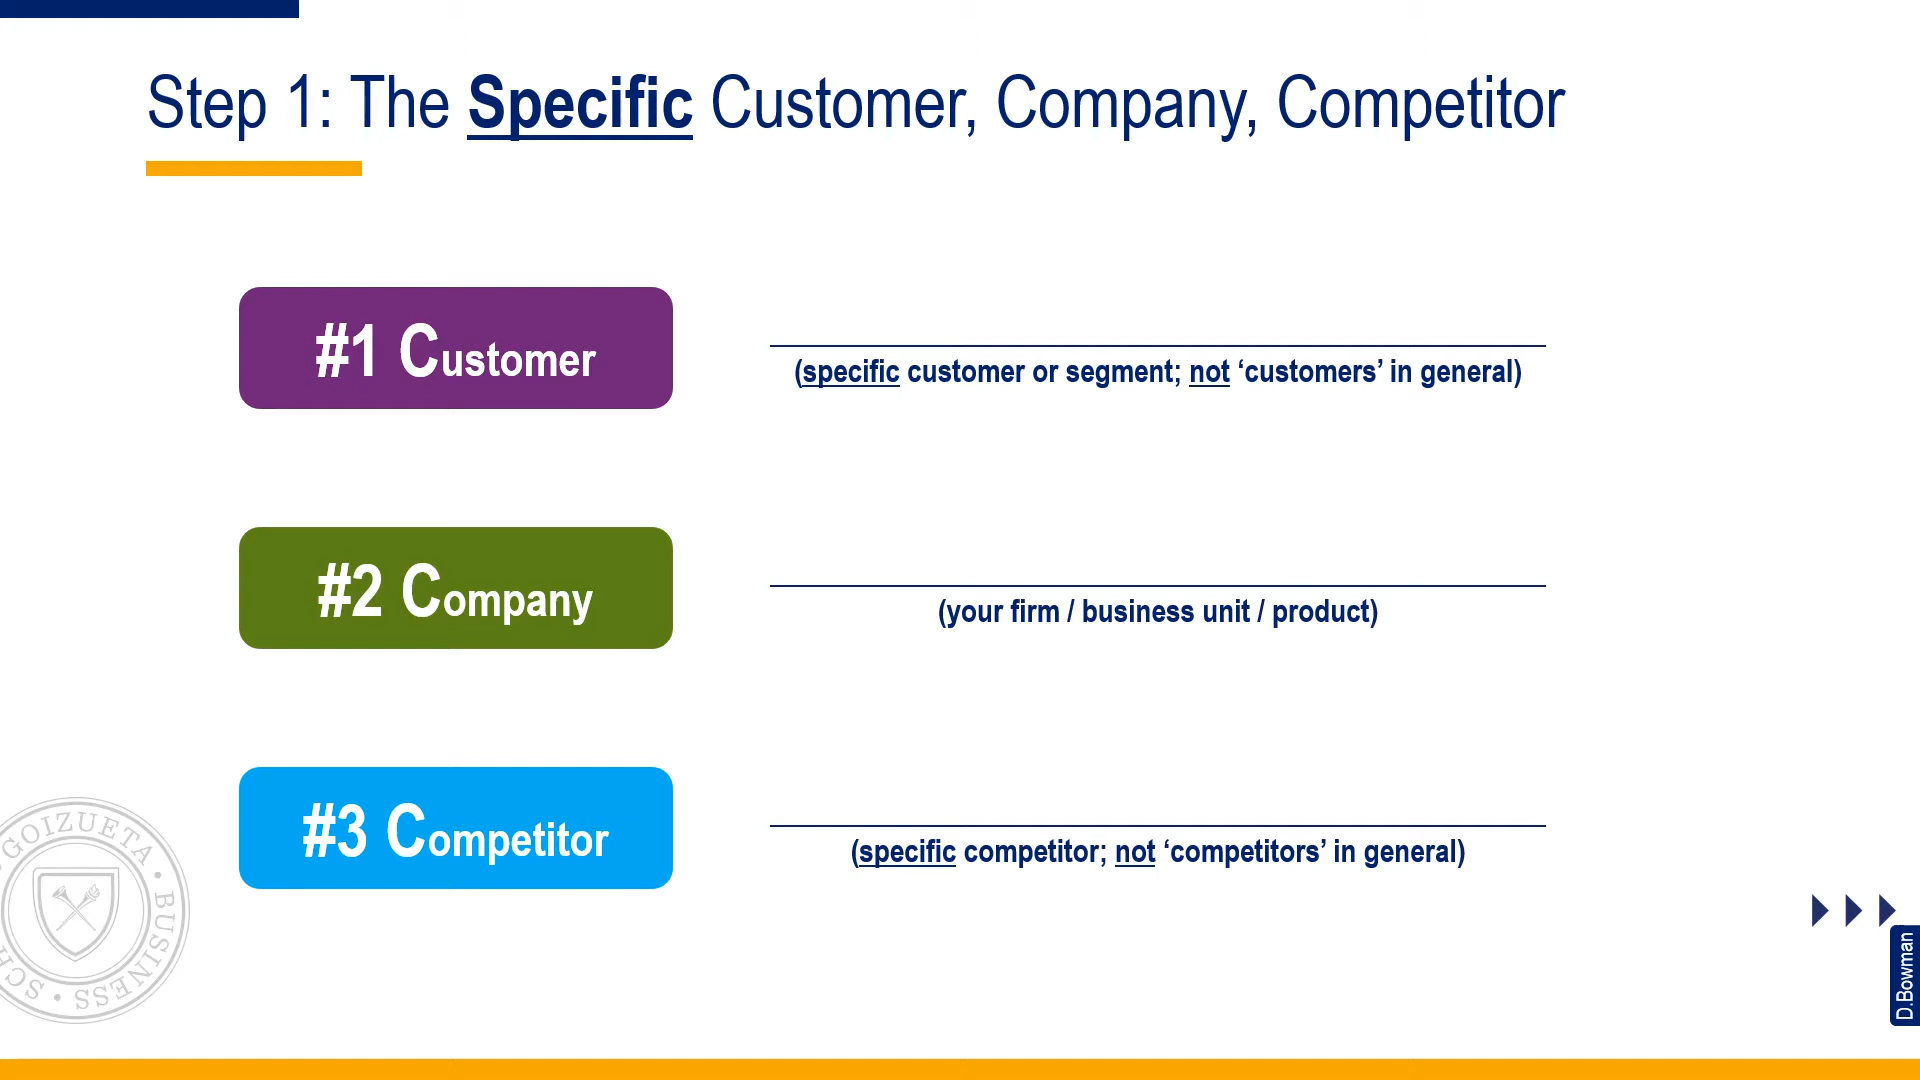 Step 1: The Specific Customer, Company, Competitor
#1 Customer
(specific customer or segment; not ‘customers’ in general)
#2 Company
(your firm / business unit / product)
#3 Competitor
(specific competitor; not ‘competitors’ in general)
GOIZUETA • BUSINESS • SCH
D.Bowman